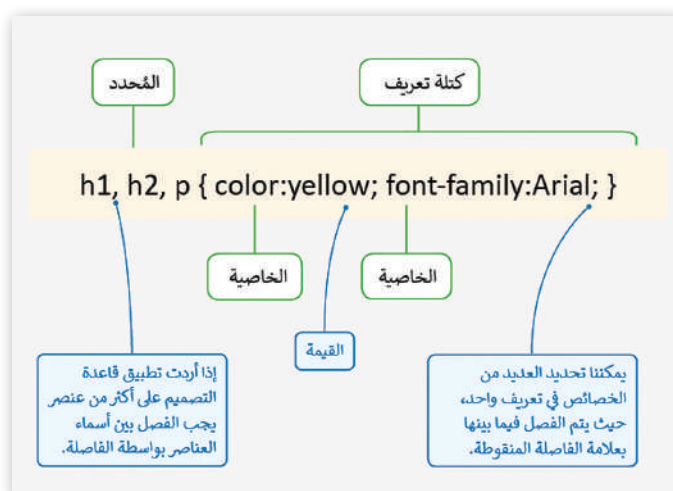 كتلة تعريف
المُحدد
h1, h2, p { color:yellow; font-family:Arial; }
الخاصية
الخاصية
القيمة
يمكننا تحديد العديد من
الخصائص في تعريف واحد،
حيث يتم الفصل فيما بينها
بعلامة الفاصلة المنقوطة.
إذا أردت تطبيق قاعدة
التصميم على أكثر من عنصر
يجب الفصل بين أسماء
العناصر بواسطة الفاصلة.